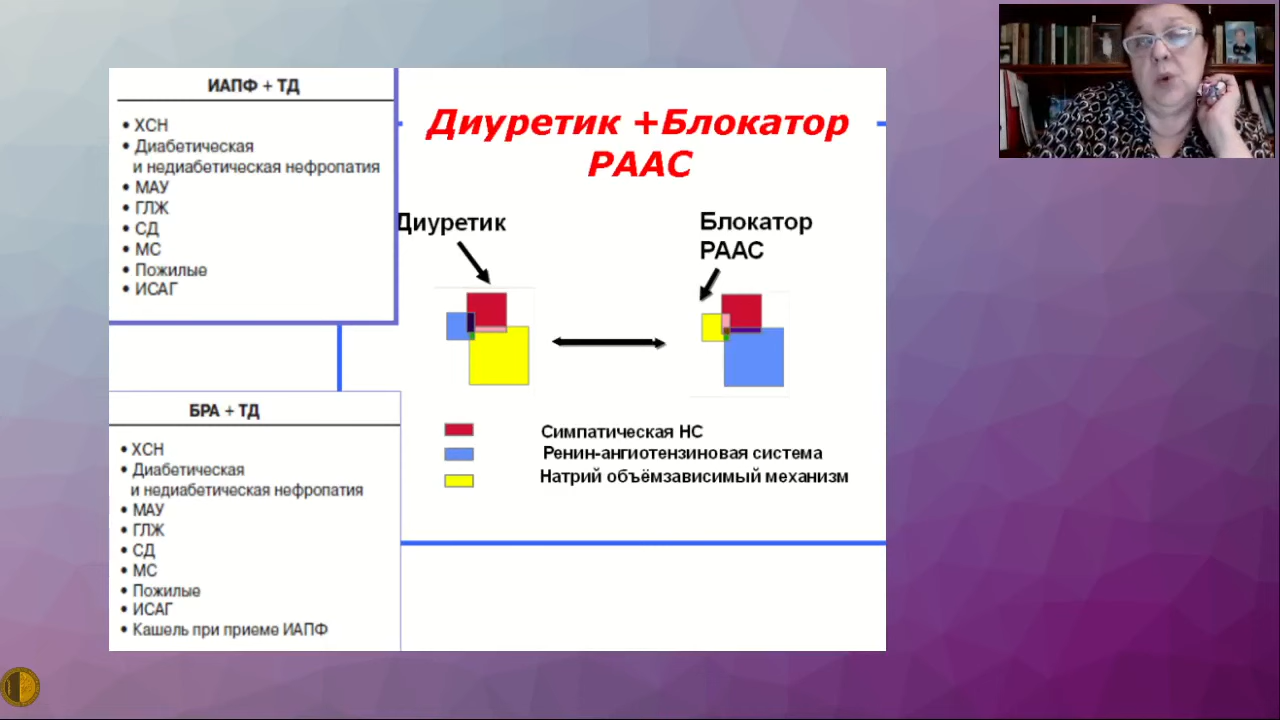 ИАПФ + ТД
• ХСН
• Диабетическая
и недиабетическая нефропатия
• МАУ
• ГЛЖ
• СД
• МС
• Пожилые
• ИСАГ
БРА + ТД
• ХСН
• Диабетическая
и недиабетическая нефропатия
• МАУ
• ГЛЖ
• СД
• МС
• Пожилые
• ИСАГ
• Кашель при приеме ИАПФ
Диуретик +Блокатор
РААС
Диуретик
Блокатор
РААС
Симпатическая НС
Ренин-ангиотензиновая система
Натрий объёмзависимый механизм